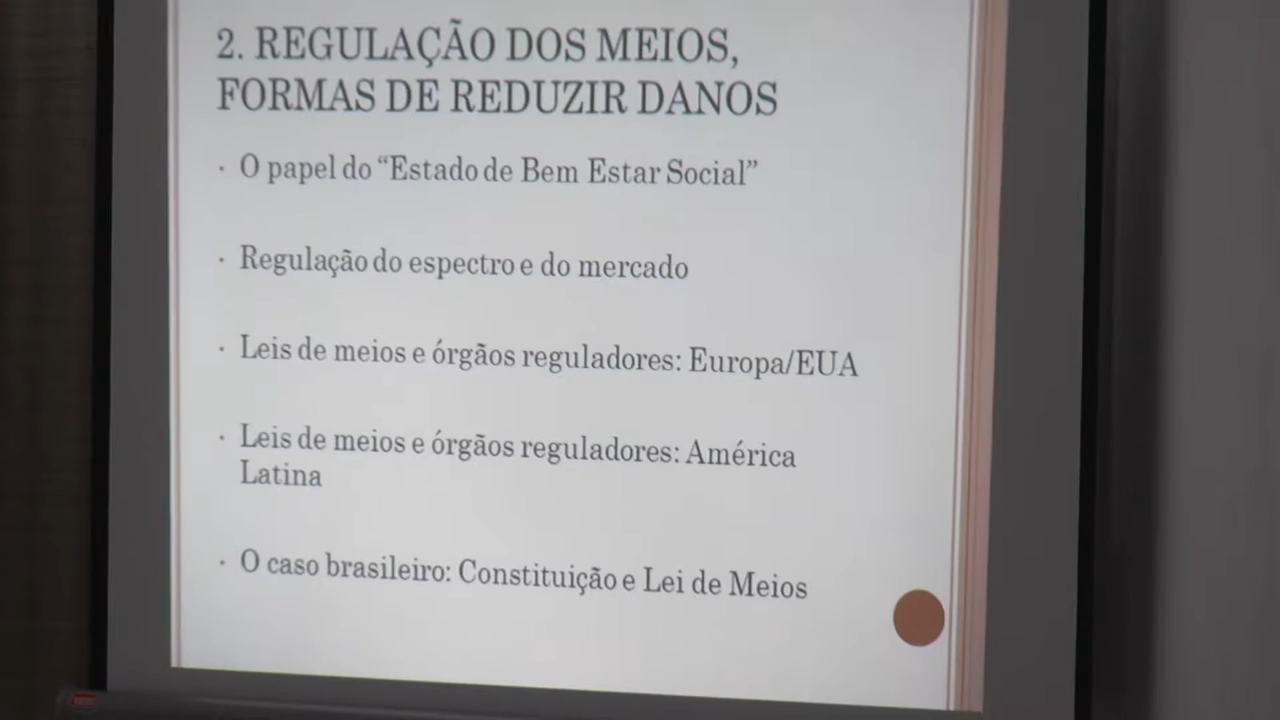 2. REGULAÇÃO DOS MEIOS,
FORMAS DE REDUZIR DANOS
· O papel do “Estado de Bem Estar Social”
· Regulação do espectro e do mercado
· Leis de meios e órgãos reguladores: Europa/EUA
· Leis de meios e órgãos reguladores: América
Latina
· O caso brasileiro: Constituição e Lei de Meios